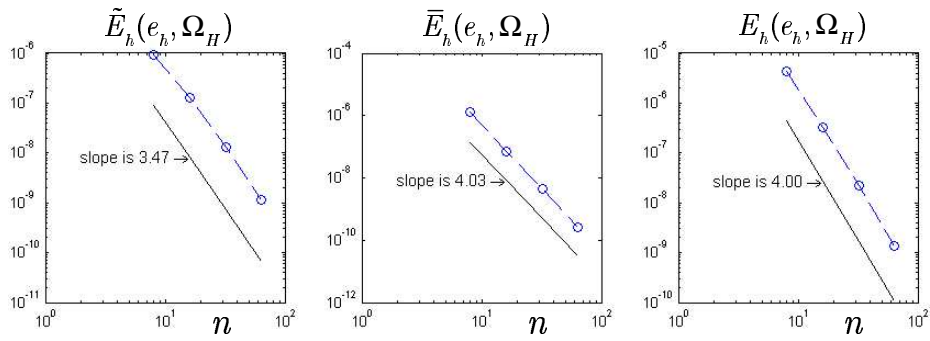 Ẽ_h(e_h,Ω_H)
10^-6
10^-7
10^-8
10^-9
10^-10
10^-11
slope is 3.47 →
10^0
10^1
10^2
n
E̅_h(e_h,Ω_H)
10^-4
10^-6
10^-8
10^-10
10^-12
slope is 4.03 →
10^0
10^1
10^2
n
E_h(e_h,Ω_H)
10^-5
10^-6
10^-7
10^-8
10^-9
10^-10
slope is 4.00 →
10^0
10^1
10^2
n